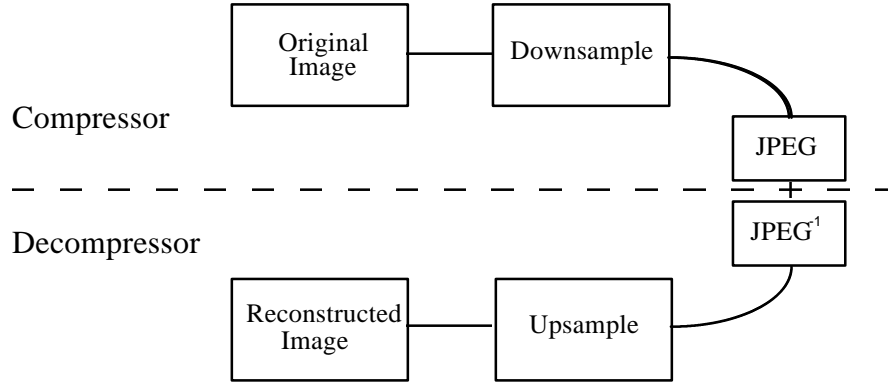 Original
Image
Downsample
Compressor
JPEG
JPEG⁻¹
Decompressor
Reconstructed
Image
Upsample